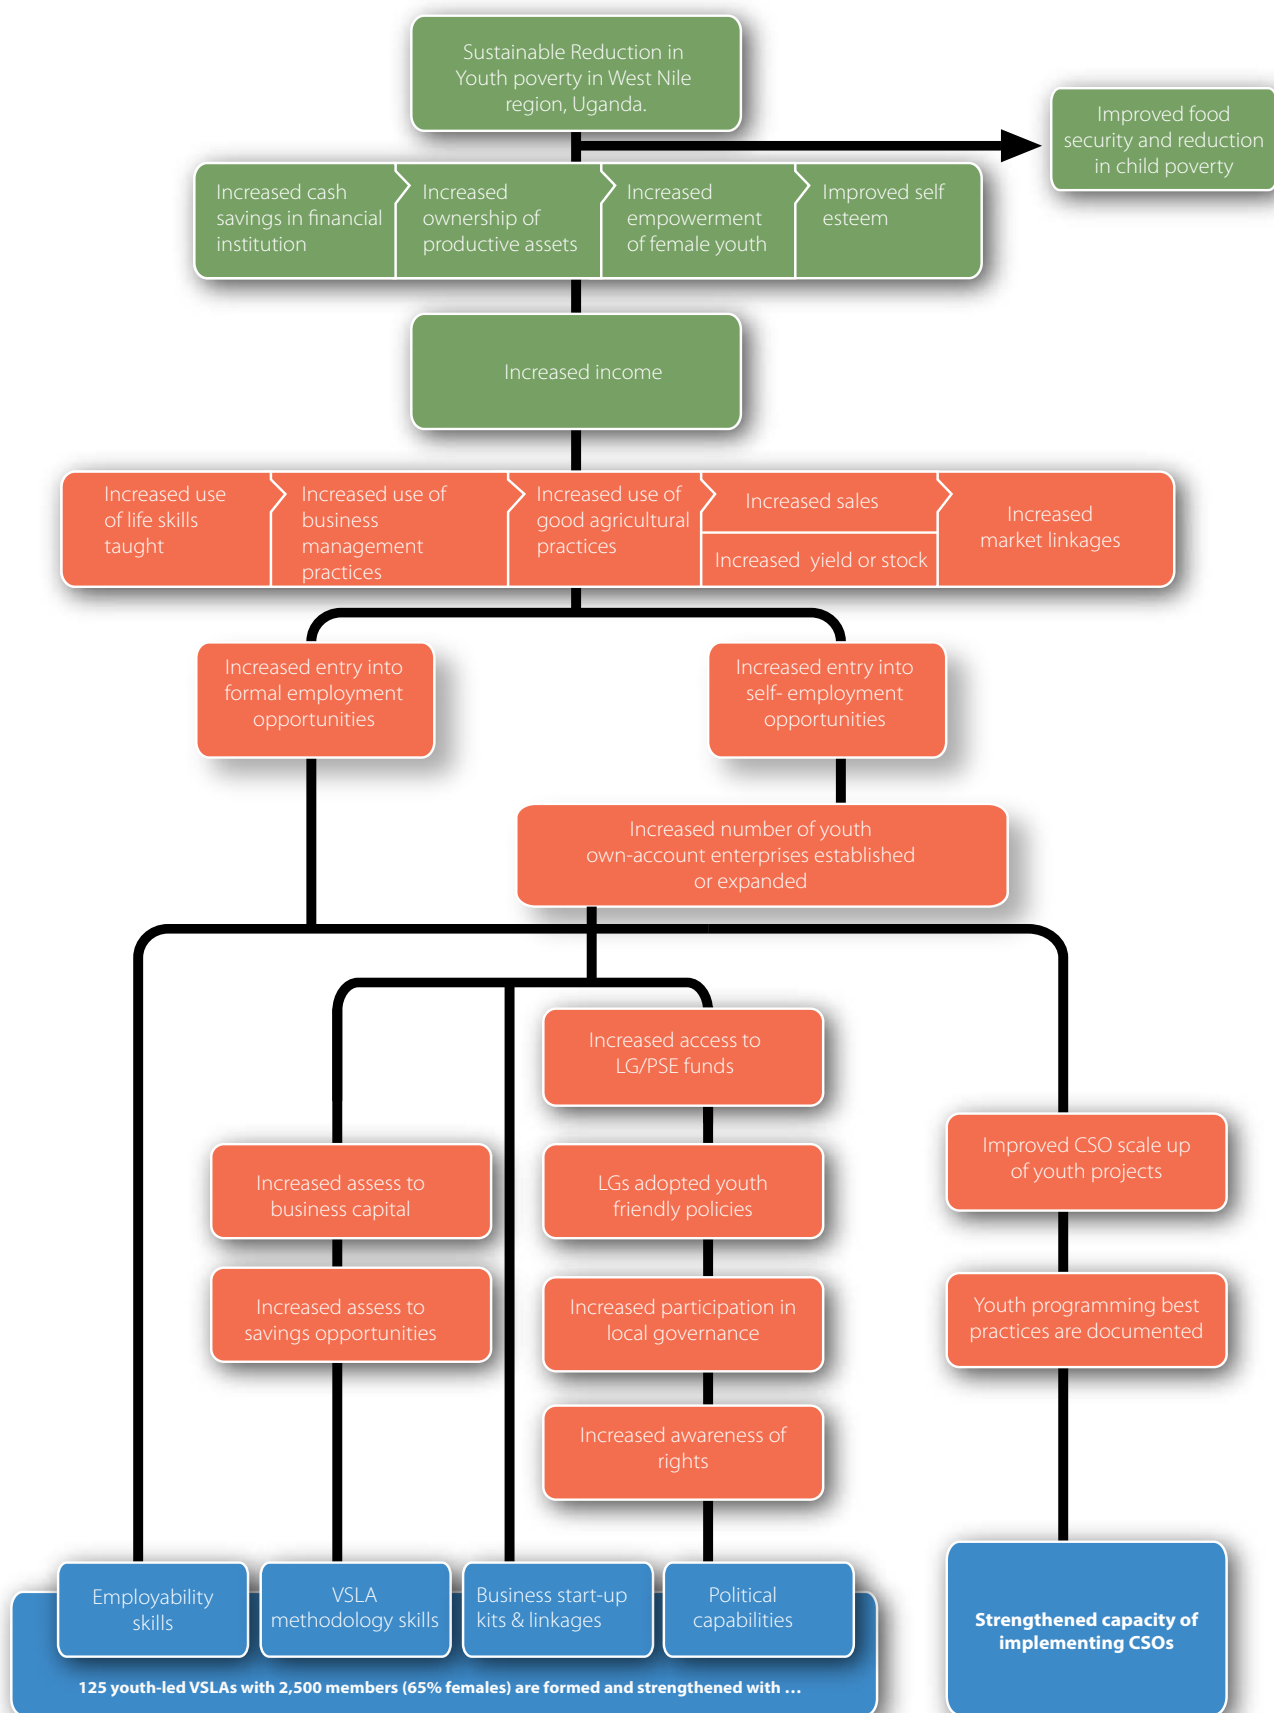 Sustainable Reduction in
Youth poverty in West Nile
region, Uganda.
Improved food
security and reduction
in child poverty
Increased cash
savings in financial
institution
Increased
ownership of
productive assets
Increased
empowerment
of female youth
Improved self
esteem
Increased income
Increased use
of life skills
taught
Increased use of
business
management
practices
Increased use of
good agricultural
practices
Increased sales
Increased yield or stock
Increased
market linkages
Increased entry into
formal employment
opportunities
Increased entry into
self- employment
opportunities
Increased number of youth
own-account enterprises established
or expanded
Increased access to
LG/PSE funds
Increased assess to
business capital
LGs adopted youth
friendly policies
Improved CSO scale up
of youth projects
Increased assess to
savings opportunities
Increased participation in
local governance
Youth programming best
practices are documented
Increased awareness of
rights
Employability
skills
VSLA
methodology skills
Business start-up
kits & linkages
Political
capabilities
Strengthened capacity of
implementing CSOs
125 youth-led VSLAs with 2,500 members (65% females) are formed and strengthened with ...